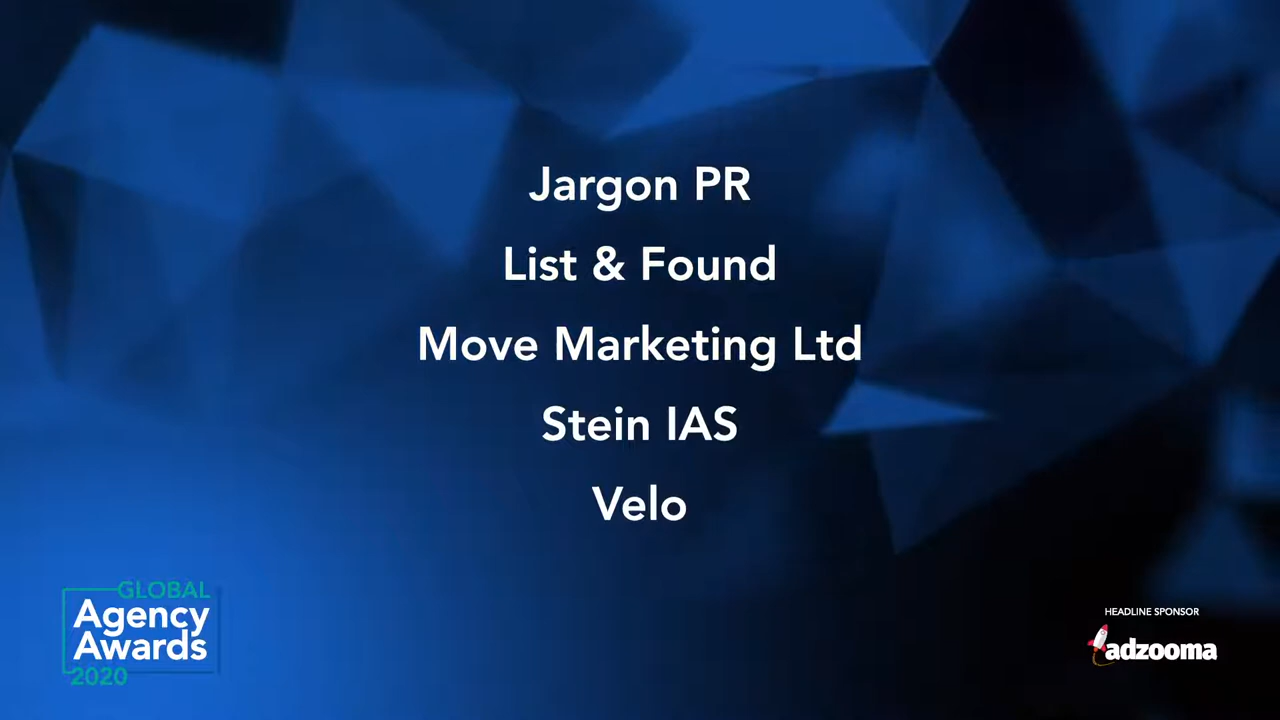 Jargon PR
List & Found
Move Marketing Ltd
Stein IAS
Velo
GLOBAL
Agency
Awards
2020
HEADLINE SPONSOR
adzooma